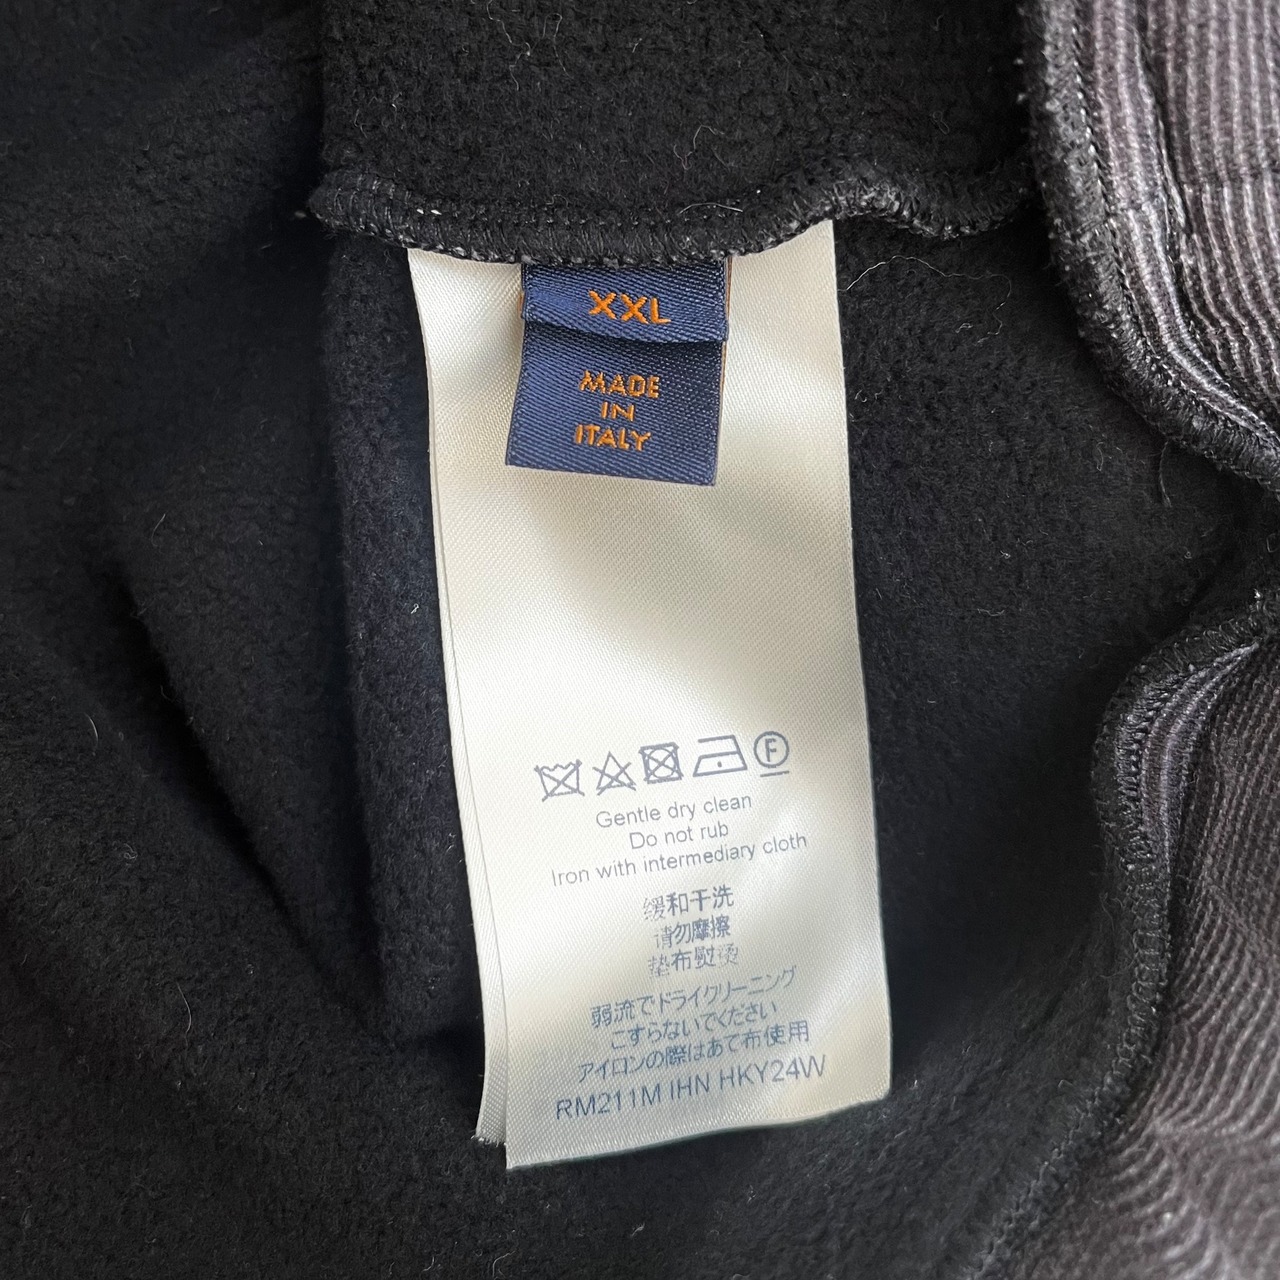 XXL
MADE
IN
ITALY
F
Gentle dry clean
Do not rub
Iron with intermediary cloth
缓和干洗
请勿摩擦
垫布熨烫
弱流でドライクリーニング
こすらないでください
アイロンの際はあて布使用
RM211M IHN HKY24W